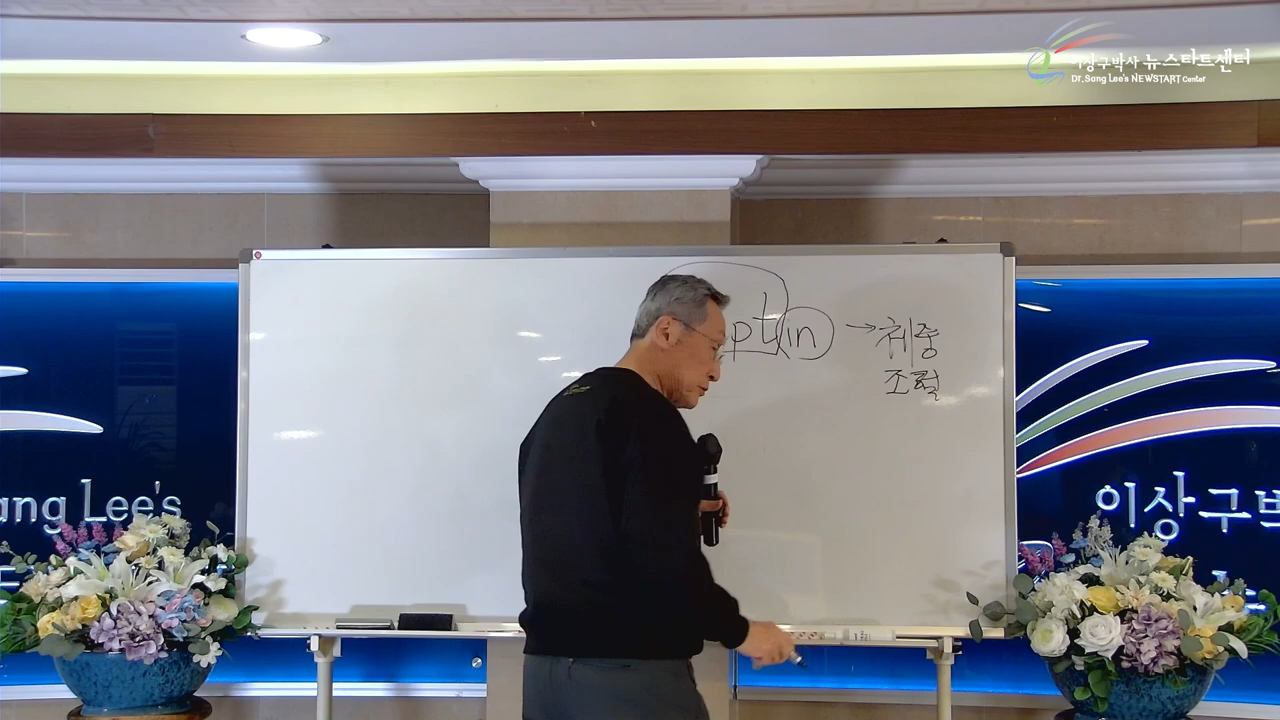 이상구박사 뉴스타트센터
Dr.Sang Lee's NEWSTART Center
ptin → 체중
조절
ang Lee's
이상구박